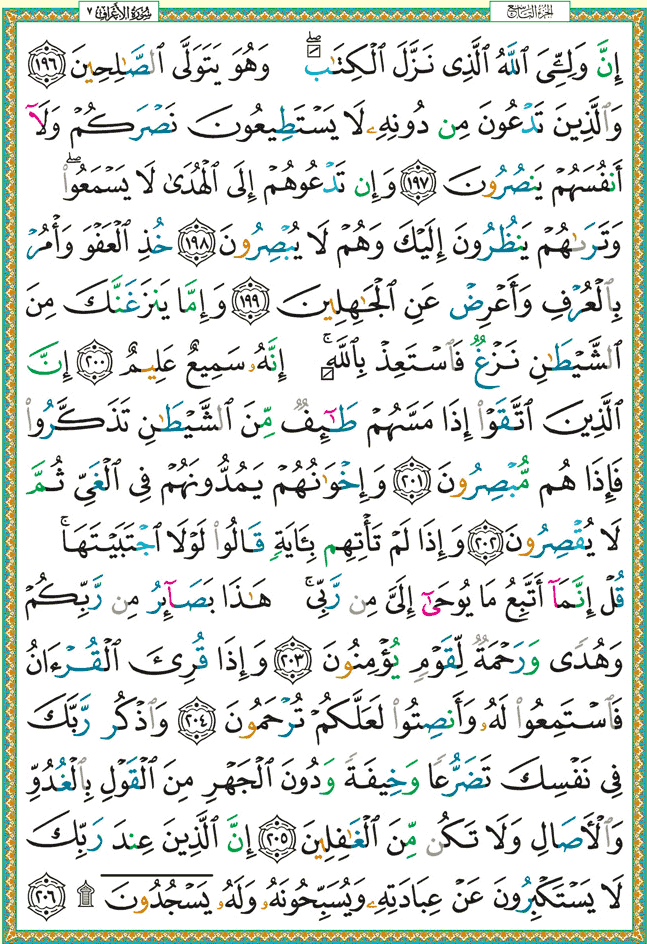 الجزء التاسع
سورة الأعراف ٧
إِنَّ وَلِـِّۧىَ ٱللَّهُ ٱلَّذِى نَزَّلَ ٱلْكِتَـٰبَ ۖ وَهُوَ يَتَوَلَّى ٱلصَّـٰلِحِينَ ١٩٦
وَٱلَّذِينَ تَدْعُونَ مِن دُونِهِۦ لَا يَسْتَطِيعُونَ نَصْرَكُمْ وَلَآ
أَنفُسَهُمْ يَنصُرُونَ ١٩٧ وَإِن تَدْعُوهُمْ إِلَى ٱلْهُدَىٰ لَا يَسْمَعُوا۟ ۖ
وَتَرَىٰهُمْ يَنظُرُونَ إِلَيْكَ وَهُمْ لَا يُبْصِرُونَ ١٩٨ خُذِ ٱلْعَفْوَ وَأْمُرْ
بِٱلْعُرْفِ وَأَعْرِضْ عَنِ ٱلْجَـٰهِلِينَ ١٩٩ وَإِمَّا يَنزَغَنَّكَ مِنَ
ٱلشَّيْطَـٰنِ نَزْغٌ فَٱسْتَعِذْ بِٱللَّهِ ۚ إِنَّهُۥ سَمِيعٌ عَلِيمٌ ٢٠٠ إِنَّ
ٱلَّذِينَ ٱتَّقَوْا۟ إِذَا مَسَّهُمْ طَـٰٓئِفٌ مِّنَ ٱلشَّيْطَـٰنِ تَذَكَّرُوا۟
فَإِذَا هُم مُّبْصِرُونَ ٢٠١ وَإِخْوَٰنُهُمْ يَمُدُّونَهُمْ فِى ٱلْغَىِّ ثُمَّ
لَا يُقْصِرُونَ ٢٠٢ وَإِذَا لَمْ تَأْتِهِم بِـَٔايَةٍ قَالُوا۟ لَوْلَا ٱجْتَبَيْتَهَا ۚ
قُلْ إِنَّمَآ أَتَّبِعُ مَا يُوحَىٰٓ إِلَىَّ مِن رَّبِّى ۚ هَـٰذَا بَصَآئِرُ مِن رَّبِّكُمْ
وَهُدًى وَرَحْمَةٌ لِّقَوْمٍ يُؤْمِنُونَ ٢٠٣ وَإِذَا قُرِئَ ٱلْقُرْءَانُ
فَٱسْتَمِعُوا۟ لَهُۥ وَأَنصِتُوا۟ لَعَلَّكُمْ تُرْحَمُونَ ٢٠٤ وَٱذْكُر رَّبَّكَ
فِى نَفْسِكَ تَضَرُّعًا وَخِيفَةً وَدُونَ ٱلْجَهْرِ مِنَ ٱلْقَوْلِ بِٱلْغُدُوِّ
وَٱلْـَٔاصَالِ وَلَا تَكُن مِّنَ ٱلْغَـٰفِلِينَ ٢٠٥ إِنَّ ٱلَّذِينَ عِندَ رَبِّكَ
لَا يَسْتَكْبِرُونَ عَنْ عِبَادَتِهِۦ وَيُسَبِّحُونَهُۥ وَلَهُۥ يَسْجُدُونَ ۩ ٢٠٦